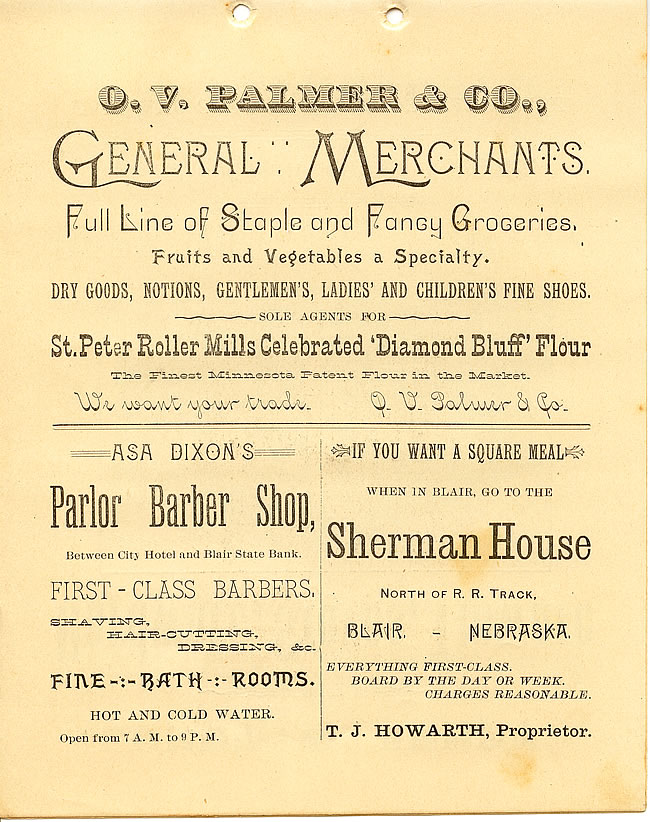 O. V. PALMER & CO.,
GENERAL : MERCHANTS.
Full Line of Staple and Fancy Groceries.
Fruits and Vegetables a Specialty.
DRY GOODS, NOTIONS, GENTLEMEN'S, LADIES' AND CHILDREN'S FINE SHOES.
SOLE AGENTS FOR
St. Peter Roller Mills Celebrated 'Diamond Bluff' Flour
The Finest Minnesota Patent Flour in the Market.
We want your trade. O. V. Palmer & Co.
ASA DIXON'S
Parlor Barber Shop,
Between City Hotel and Blair State Bank.
FIRST-CLASS BARBERS.
SHAVING,
HAIR-CUTTING,
DRESSING, &c.
FINE -:- BATH -:- ROOMS.
HOT AND COLD WATER.
Open from 7 A. M. to 9 P. M.
IF YOU WANT A SQUARE MEAL
WHEN IN BLAIR, GO TO THE
Sherman House
NORTH OF R. R. TRACK,
BLAIR, - NEBRASKA.
EVERYTHING FIRST-CLASS.
BOARD BY THE DAY OR WEEK.
CHARGES REASONABLE.
T. J. HOWARTH, Proprietor.